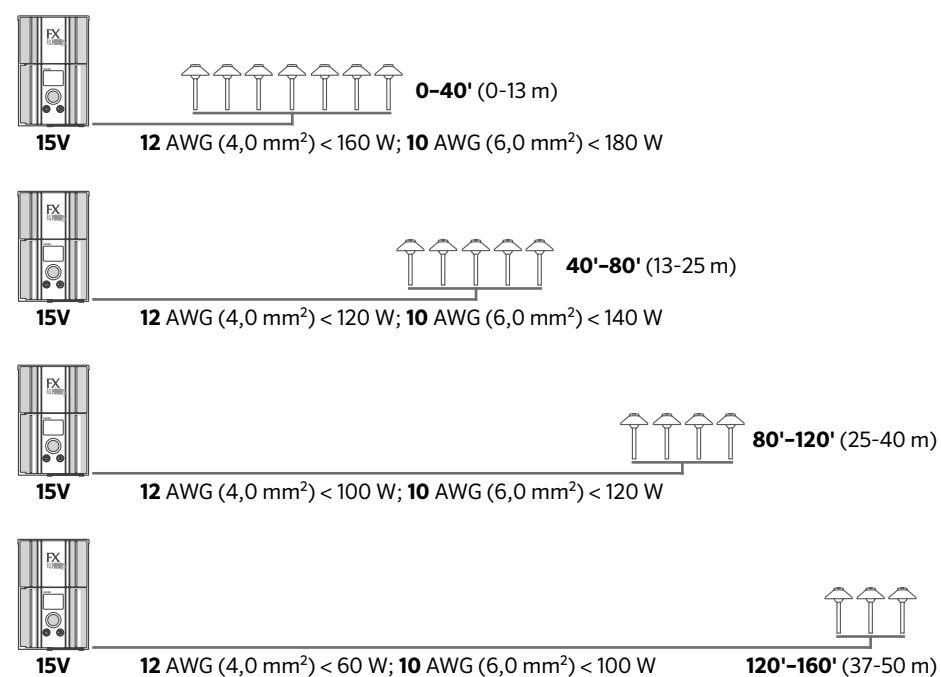 FX
0–40' (0-13 m)
15V
12 AWG (4,0 mm²) < 160 W; 10 AWG (6,0 mm²) < 180 W
FX
40'–80' (13-25 m)
15V
12 AWG (4,0 mm²) < 120 W; 10 AWG (6,0 mm²) < 140 W
FX
80'–120' (25-40 m)
15V
12 AWG (4,0 mm²) < 100 W; 10 AWG (6,0 mm²) < 120 W
FX
15V
12 AWG (4,0 mm²) < 60 W; 10 AWG (6,0 mm²) < 100 W
120'–160' (37-50 m)